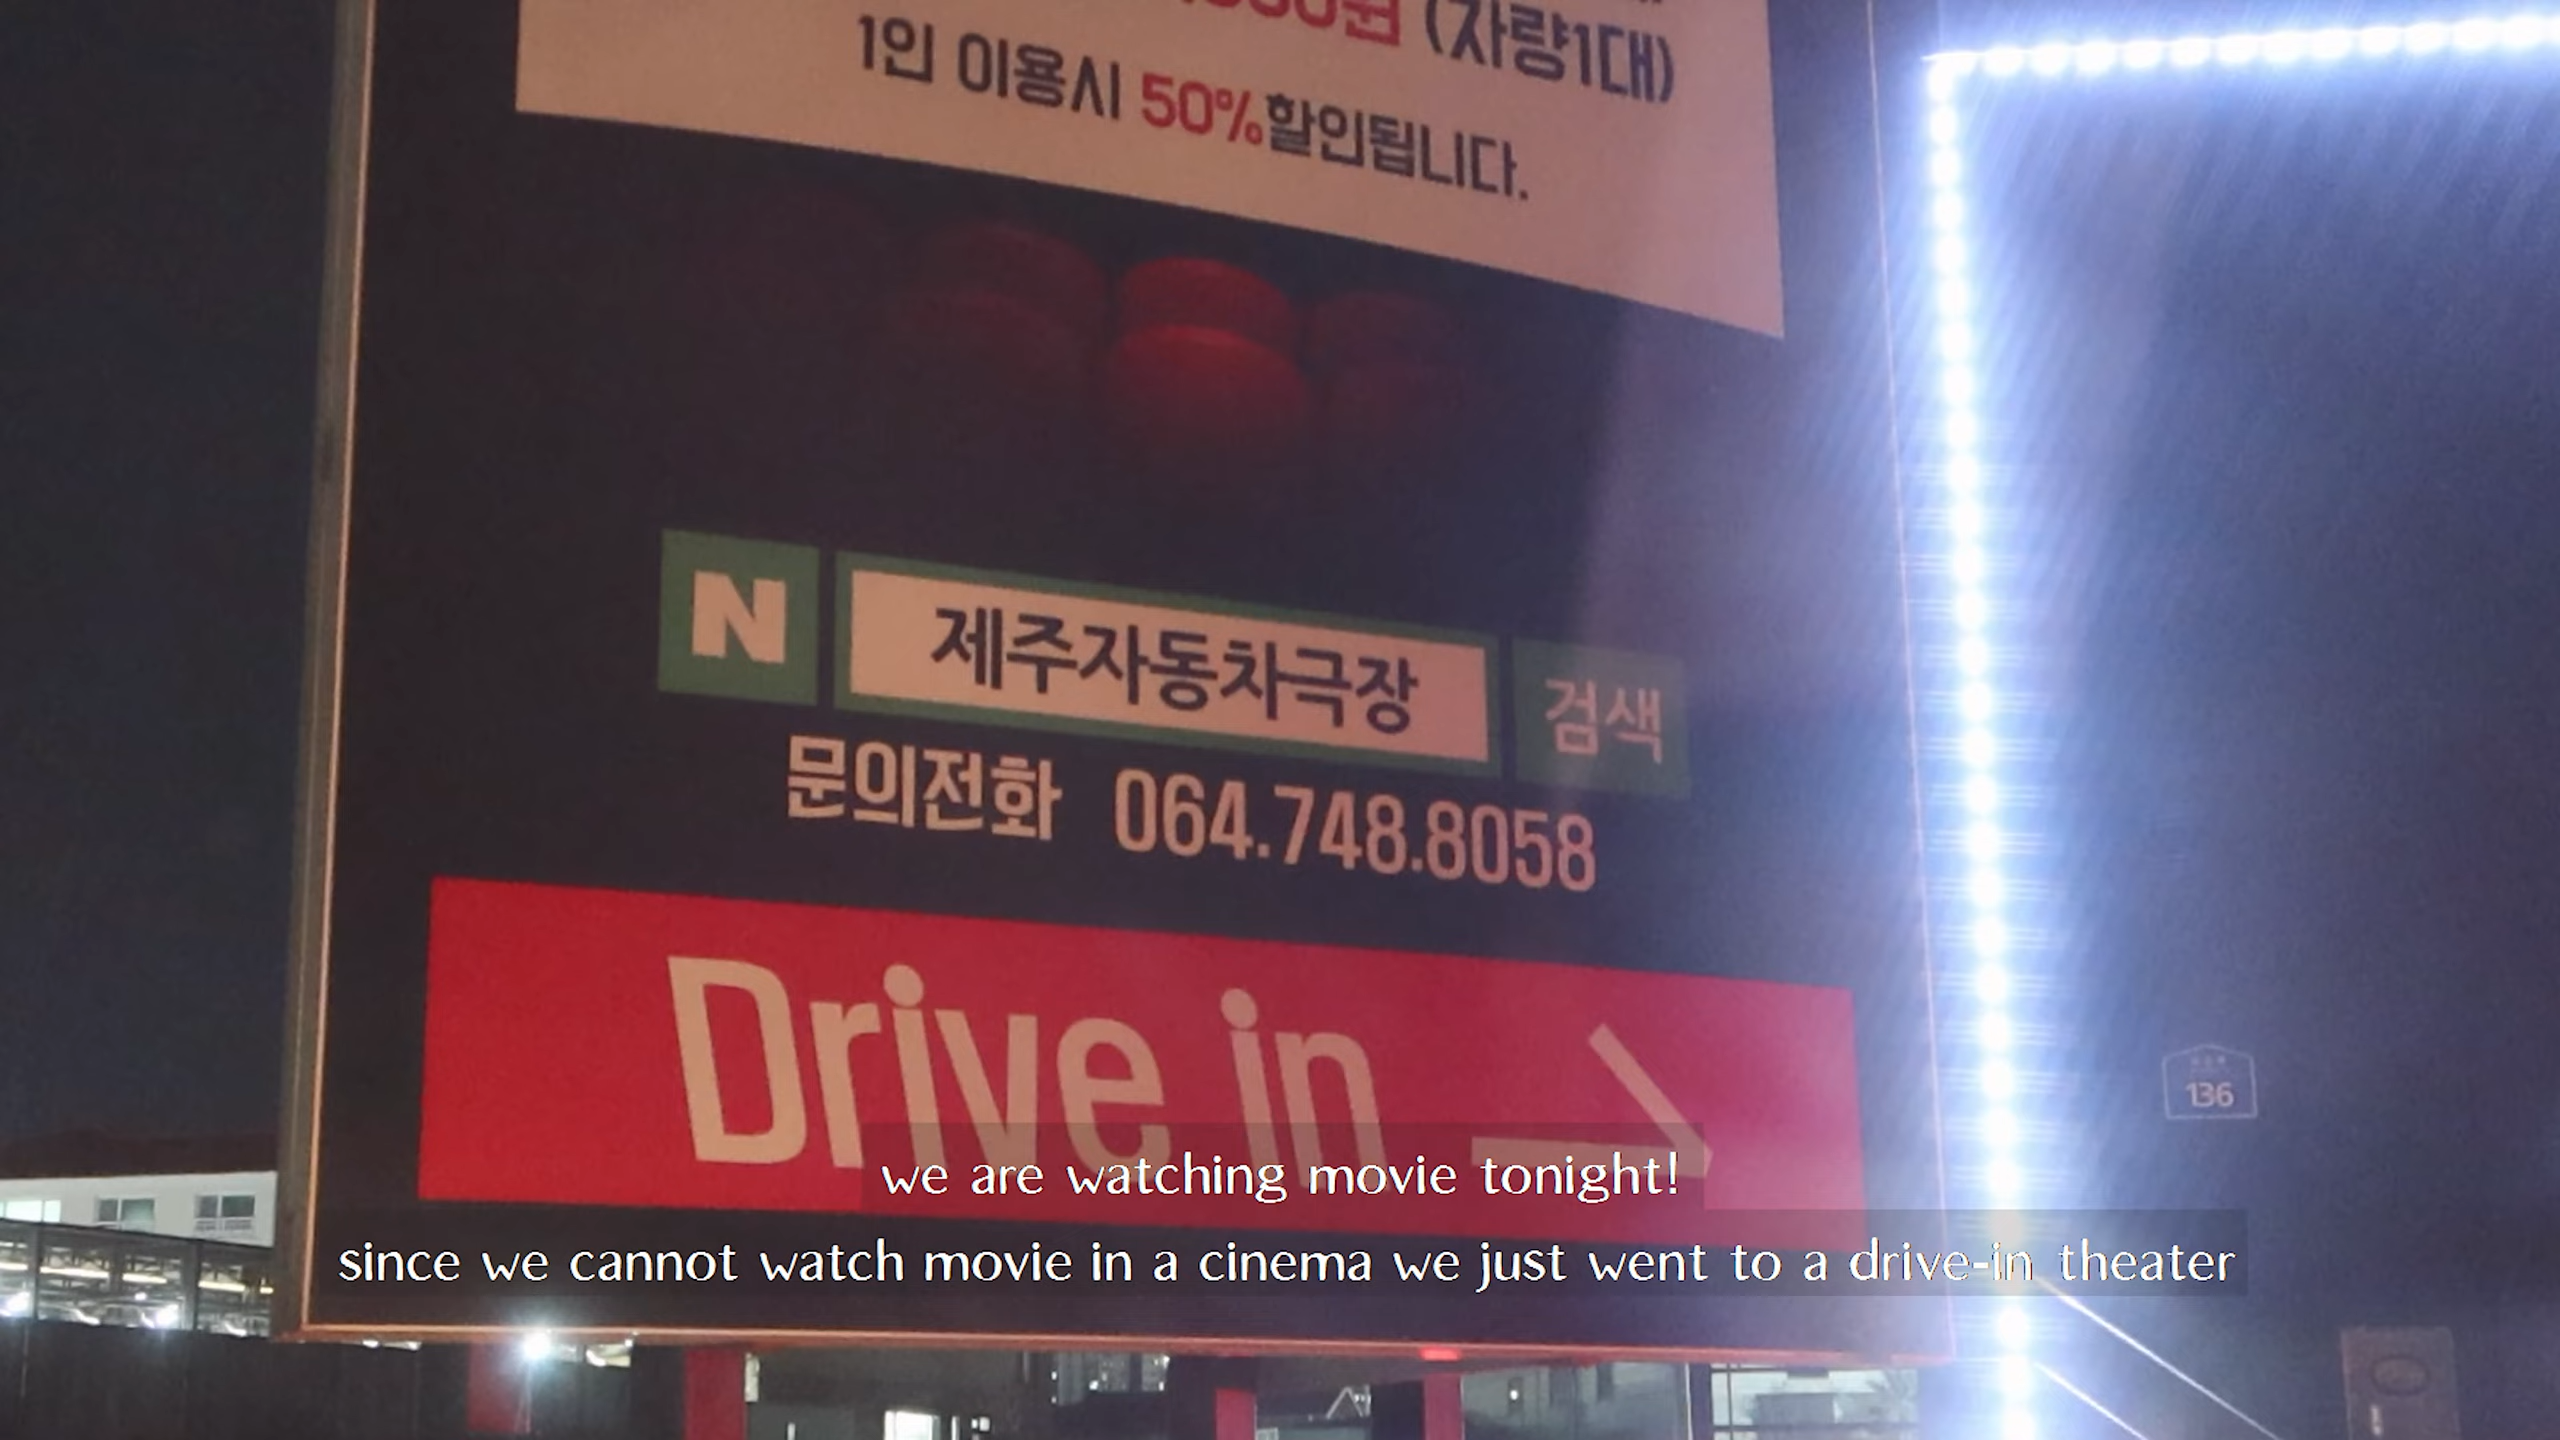 원 (차량1대)
1인 이용시 50%할인됩니다.
N 제주자동차극장 검색
문의전화 064.748.8058
Drive in →
136
we are watching movie tonight!
since we cannot watch movie in a cinema we just went to a drive-in theater